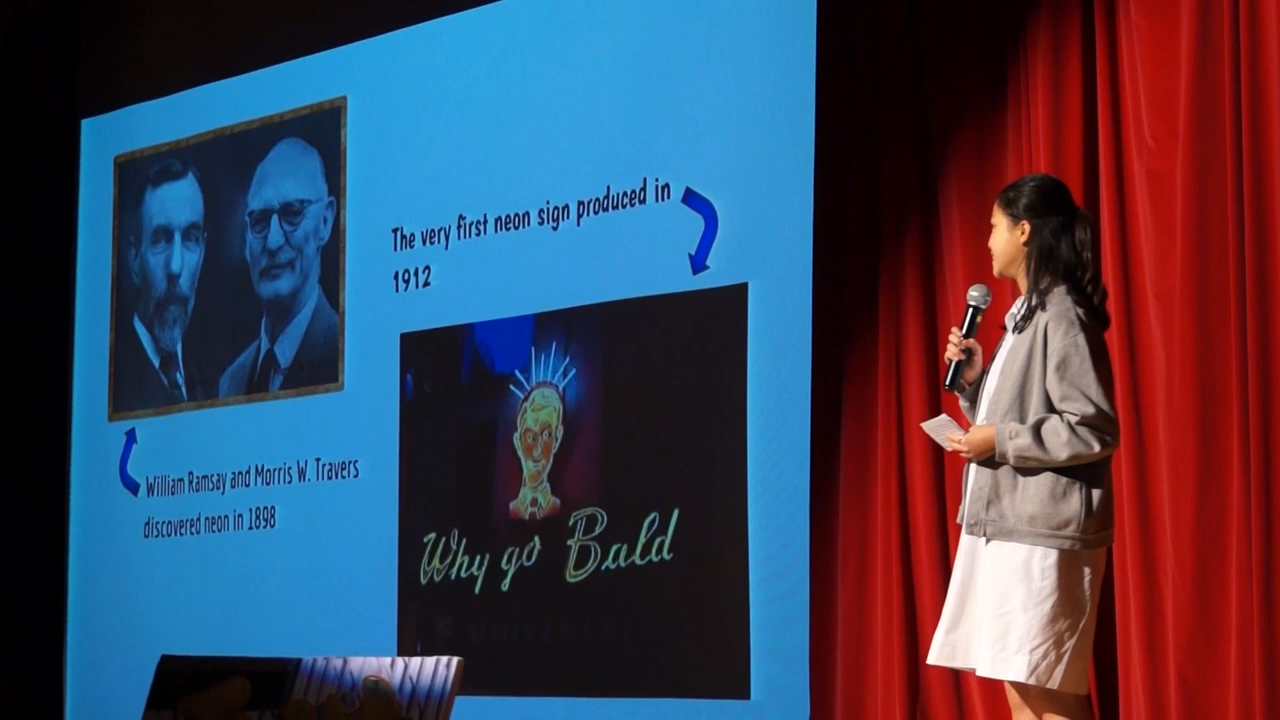 The very first neon sign produced in
1912
William Ramsay and Morris W. Travers
discovered neon in 1898
Why go Bald